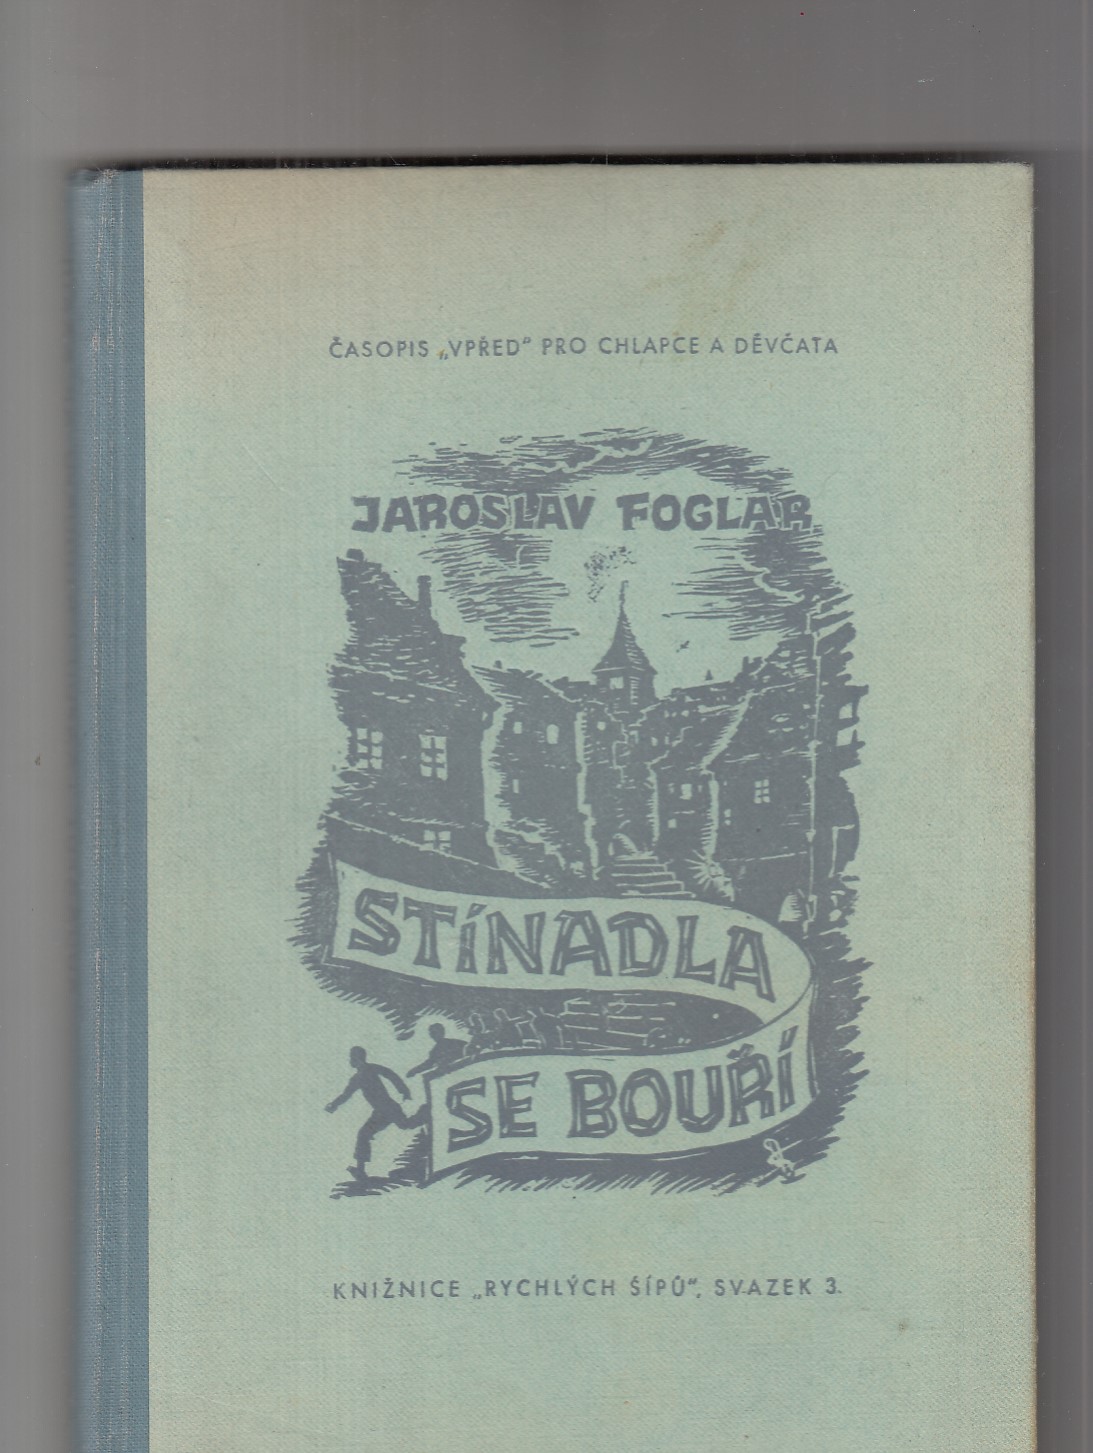 ČASOPIS „VPŘED“ PRO CHLAPCE A DĚVČATA
JAROSLAV FOGLAR
STÍNADLA
SE BOUŘÍ
KNIŽNICE „RYCHLÝCH ŠÍPŮ“, SVAZEK 3.